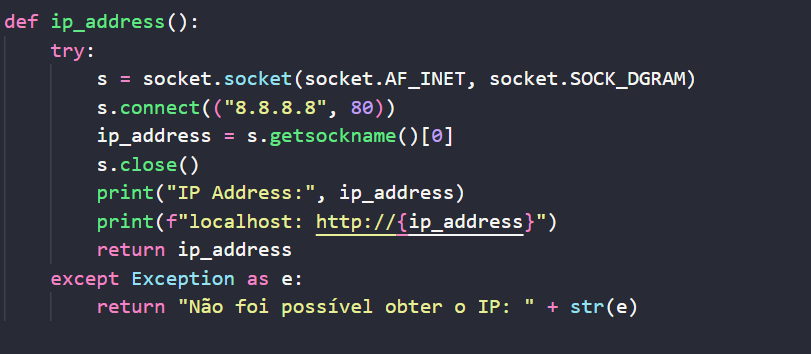 def ip_address():
    try:
        s = socket.socket(socket.AF_INET, socket.SOCK_DGRAM)
        s.connect(("8.8.8.8", 80))
        ip_address = s.getsockname()[0]
        s.close()
        print("IP Address:", ip_address)
        print(f"localhost: http://{ip_address}")
        return ip_address
    except Exception as e:
        return "Não foi possível obter o IP: " + str(e)